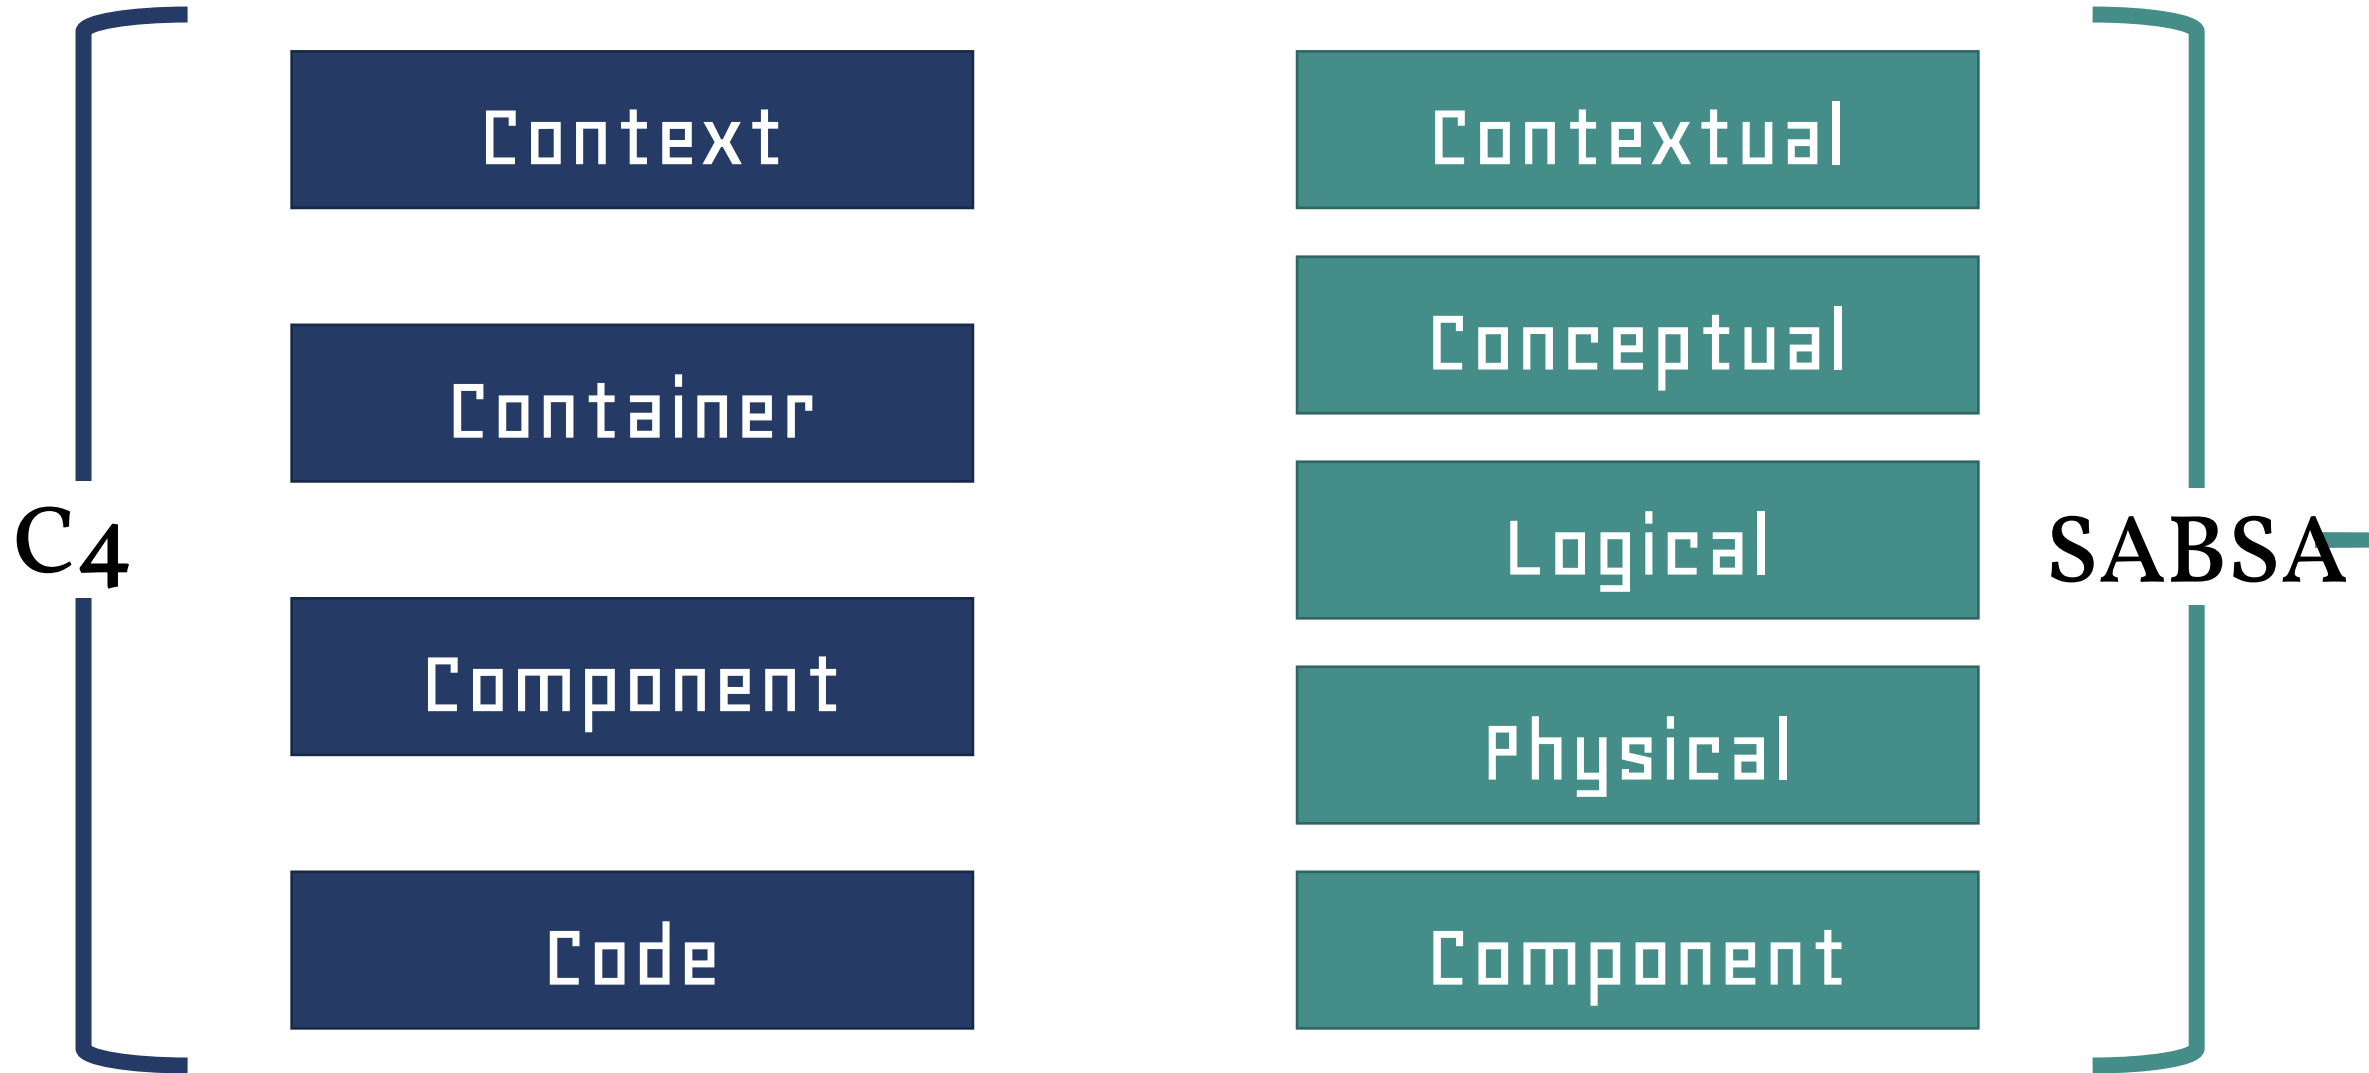 C4
Context
Container
Component
Code
Contextual
Conceptual
Logical
Physical
Component
SABSA